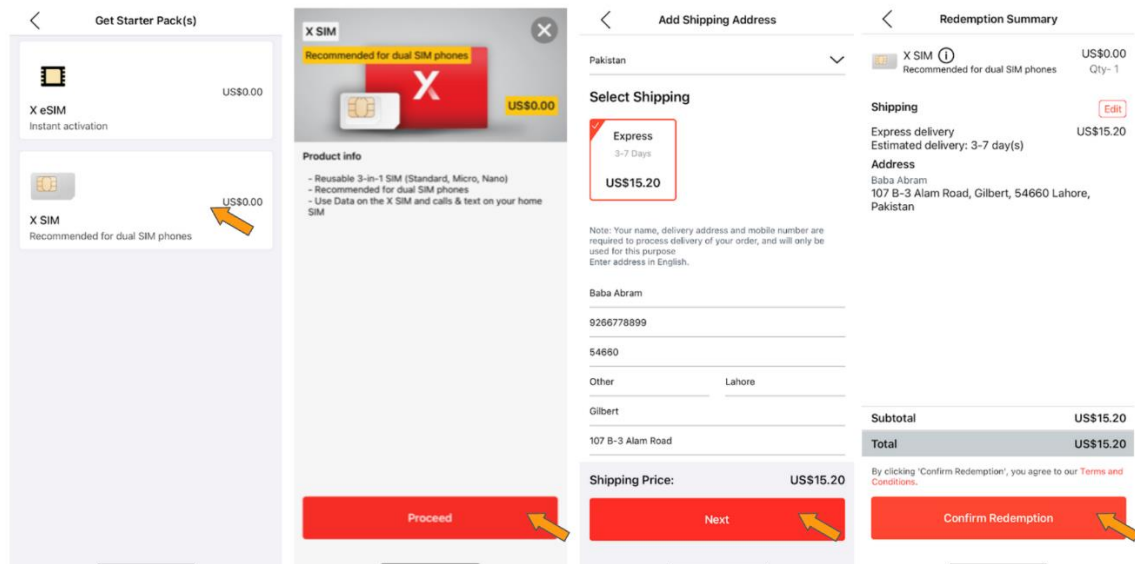 Get Starter Pack(s)
US$0.00
X eSIM
Instant activation
US$0.00
X SIM
Recommended for dual SIM phones
X SIM
Recommended for dual SIM phones
X
US$0.00
Product info
- Reusable 3-in-1 SIM (Standard, Micro, Nano)
- Recommended for dual SIM phones
- Use Data on the X SIM and calls & text on your home
SIM
Proceed
Add Shipping Address
Pakistan
Select Shipping
Express
3-7 Days
US$15.20
Note: Your name, delivery address and mobile number are
required to process delivery of your order, and will only be
used for this purpose
Enter address in English.
Baba Abram
9266778899
54660
Other Lahore
Gilbert
107 B-3 Alam Road
Shipping Price: US$15.20
Next
Redemption Summary
X SIM US$0.00
Recommended for dual SIM phones Qty- 1
Shipping Edit
Express delivery US$15.20
Estimated delivery: 3-7 day(s)
Address
Baba Abram
107 B-3 Alam Road, Gilbert, 54660 Lahore,
Pakistan
Subtotal US$15.20
Total US$15.20
By clicking 'Confirm Redemption', you agree to our Terms and
Conditions.
Confirm Redemption